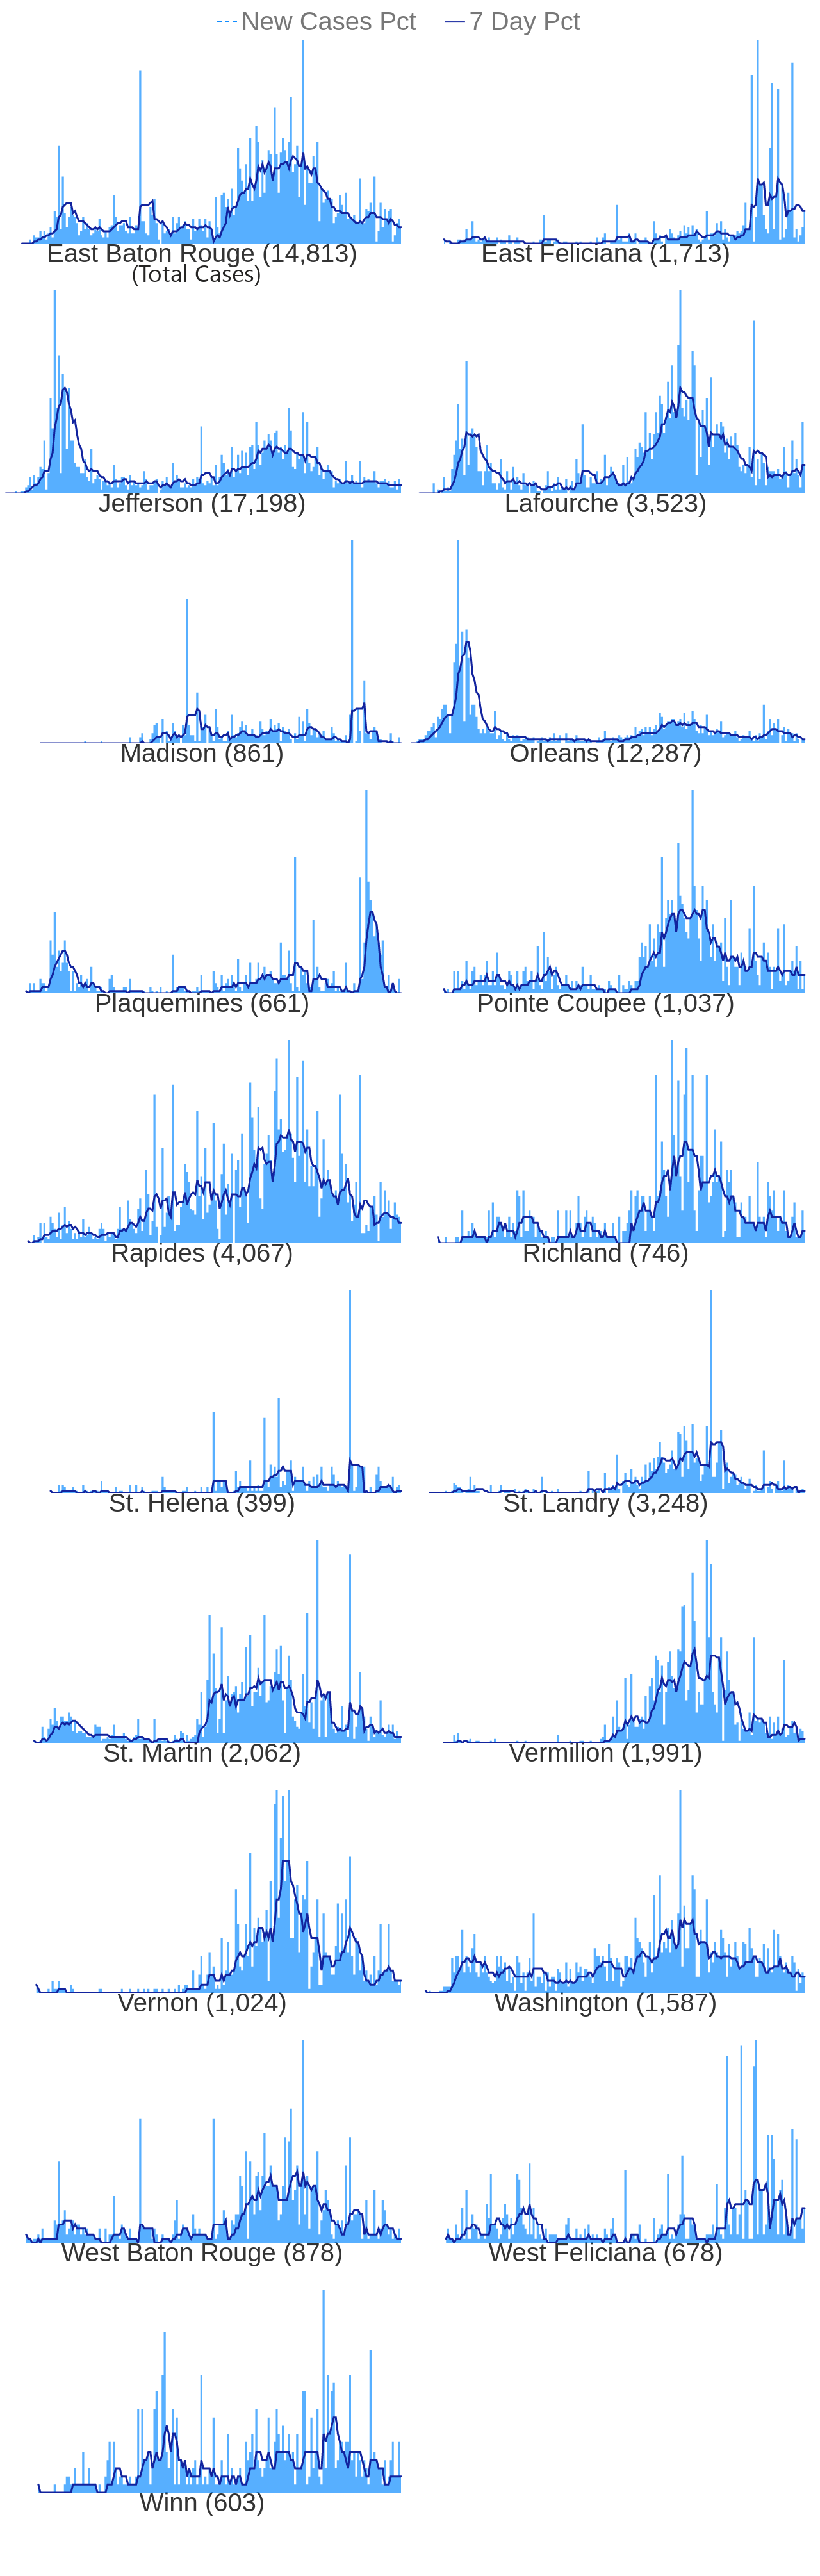 New Cases Pct 7 Day Pct
East Baton Rouge (14,813) East Feliciana (1,713)
(Total Cases)
Jefferson (17,198) Lafourche (3,523)
Madison (861) Orleans (12,287)
Plaquemines (661) Pointe Coupee (1,037)
Rapides (4,067) Richland (746)
St. Helena (399) St. Landry (3,248)
St. Martin (2,062) Vermilion (1,991)
Vernon (1,024) Washington (1,587)
West Baton Rouge (878) West Feliciana (678)
Winn (603)